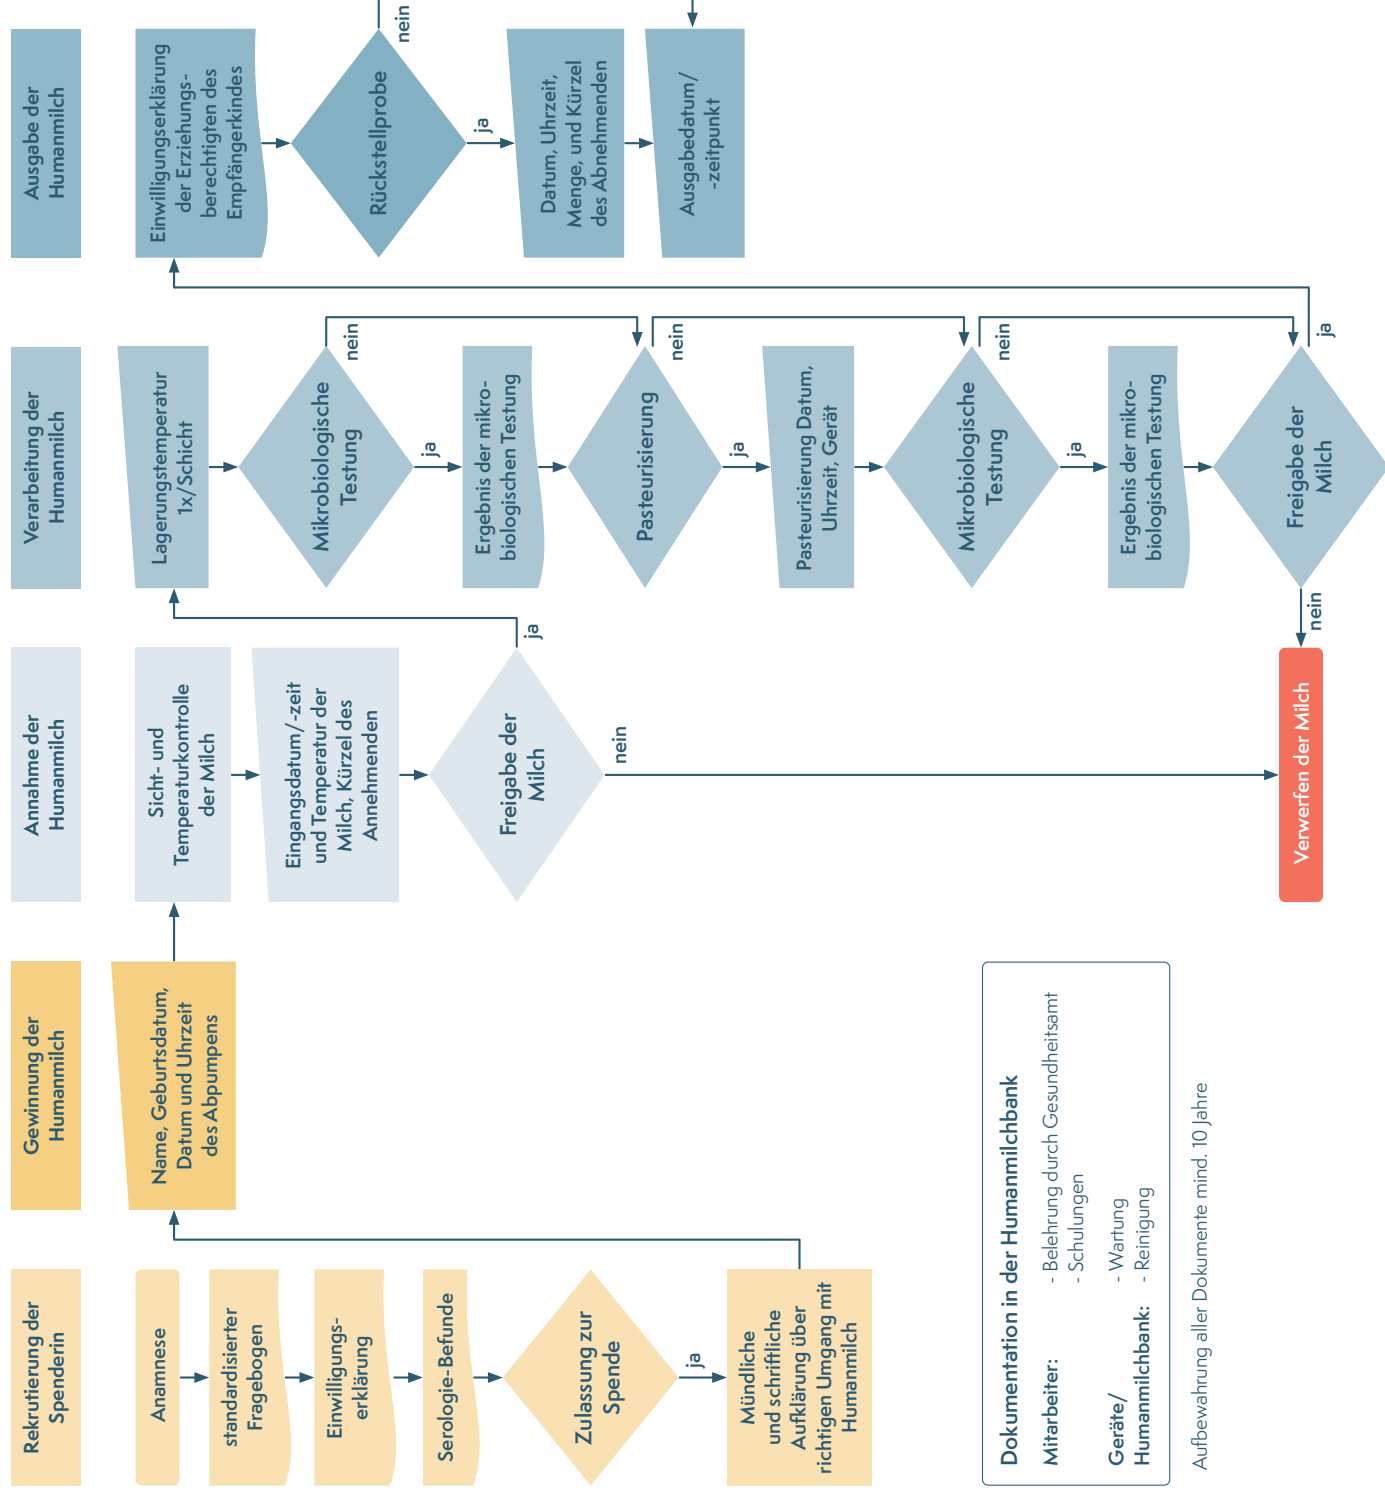 Rekrutierung der
Spenderin
Anamnese
standardisierter
Fragebogen
Einwilligungs-
erklärung
Serologie-Befunde
Zulassung zur
Spende
ja
Mündliche
und schriftliche
Aufklärung über
richtigen Umgang mit
Humanmilch
Gewinnung der
Humanmilch
Name, Geburtsdatum,
Datum und Uhrzeit
des Abpumpens
Annahme der
Humanmilch
Sicht- und
Temperaturkontrolle
der Milch
Eingangsdatum/-zeit
und Temperatur der
Milch, Kürzel des
Annehmenden
Freigabe der
Milch
ja
nein
Verwerfen der Milch
Verarbeitung der
Humanmilch
Lagerungstemperatur
1x/Schicht
Mikrobiologische
Testung
nein
ja
Ergebnis der mikro-
biologischen Testung
Pasteurisierung
nein
ja
Pasteurisierung Datum,
Uhrzeit, Gerät
Mikrobiologische
Testung
nein
ja
Ergebnis der mikro-
biologischen Testung
Freigabe der
Milch
ja
nein
Ausgabe der
Humanmilch
Einwilligungserklärung
der Erziehungs-
berechtigten des
Empfängerkindes
Rückstellprobe
nein
ja
Datum, Uhrzeit,
Menge, und Kürzel
des Abnehmenden
Ausgabedatum/
-zeitpunkt
Dokumentation in der Humanmilchbank
Mitarbeiter: - Belehrung durch Gesundheitsamt
- Schulungen
Geräte/ - Wartung
Humanmilchbank: - Reinigung
Aufbewahrung aller Dokumente mind. 10 Jahre